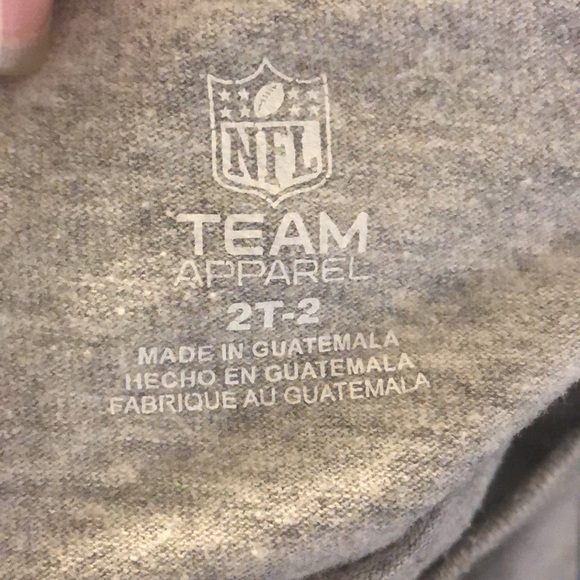 NFL
TEAM
APPAREL
2T-2
MADE IN GUATEMALA
HECHO EN GUATEMALA
FABRIQUE AU GUATEMALA